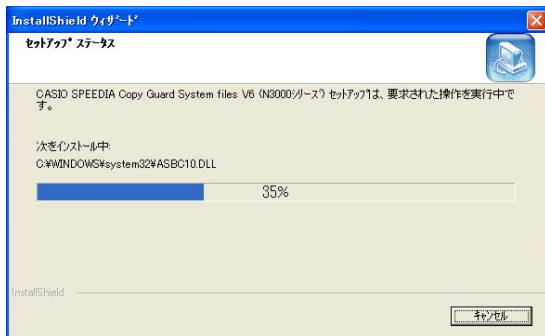 InstallShield ウィザード
セットアップ ステータス
CASIO SPEEDIA Copy Guard System files V6 (N3000シリーズ) セットアップは、要求された操作を実行中で
す。
次をインストール中:
C:¥WINDOWS¥system32¥ASBC10.DLL
35%
InstallShield
キャンセル